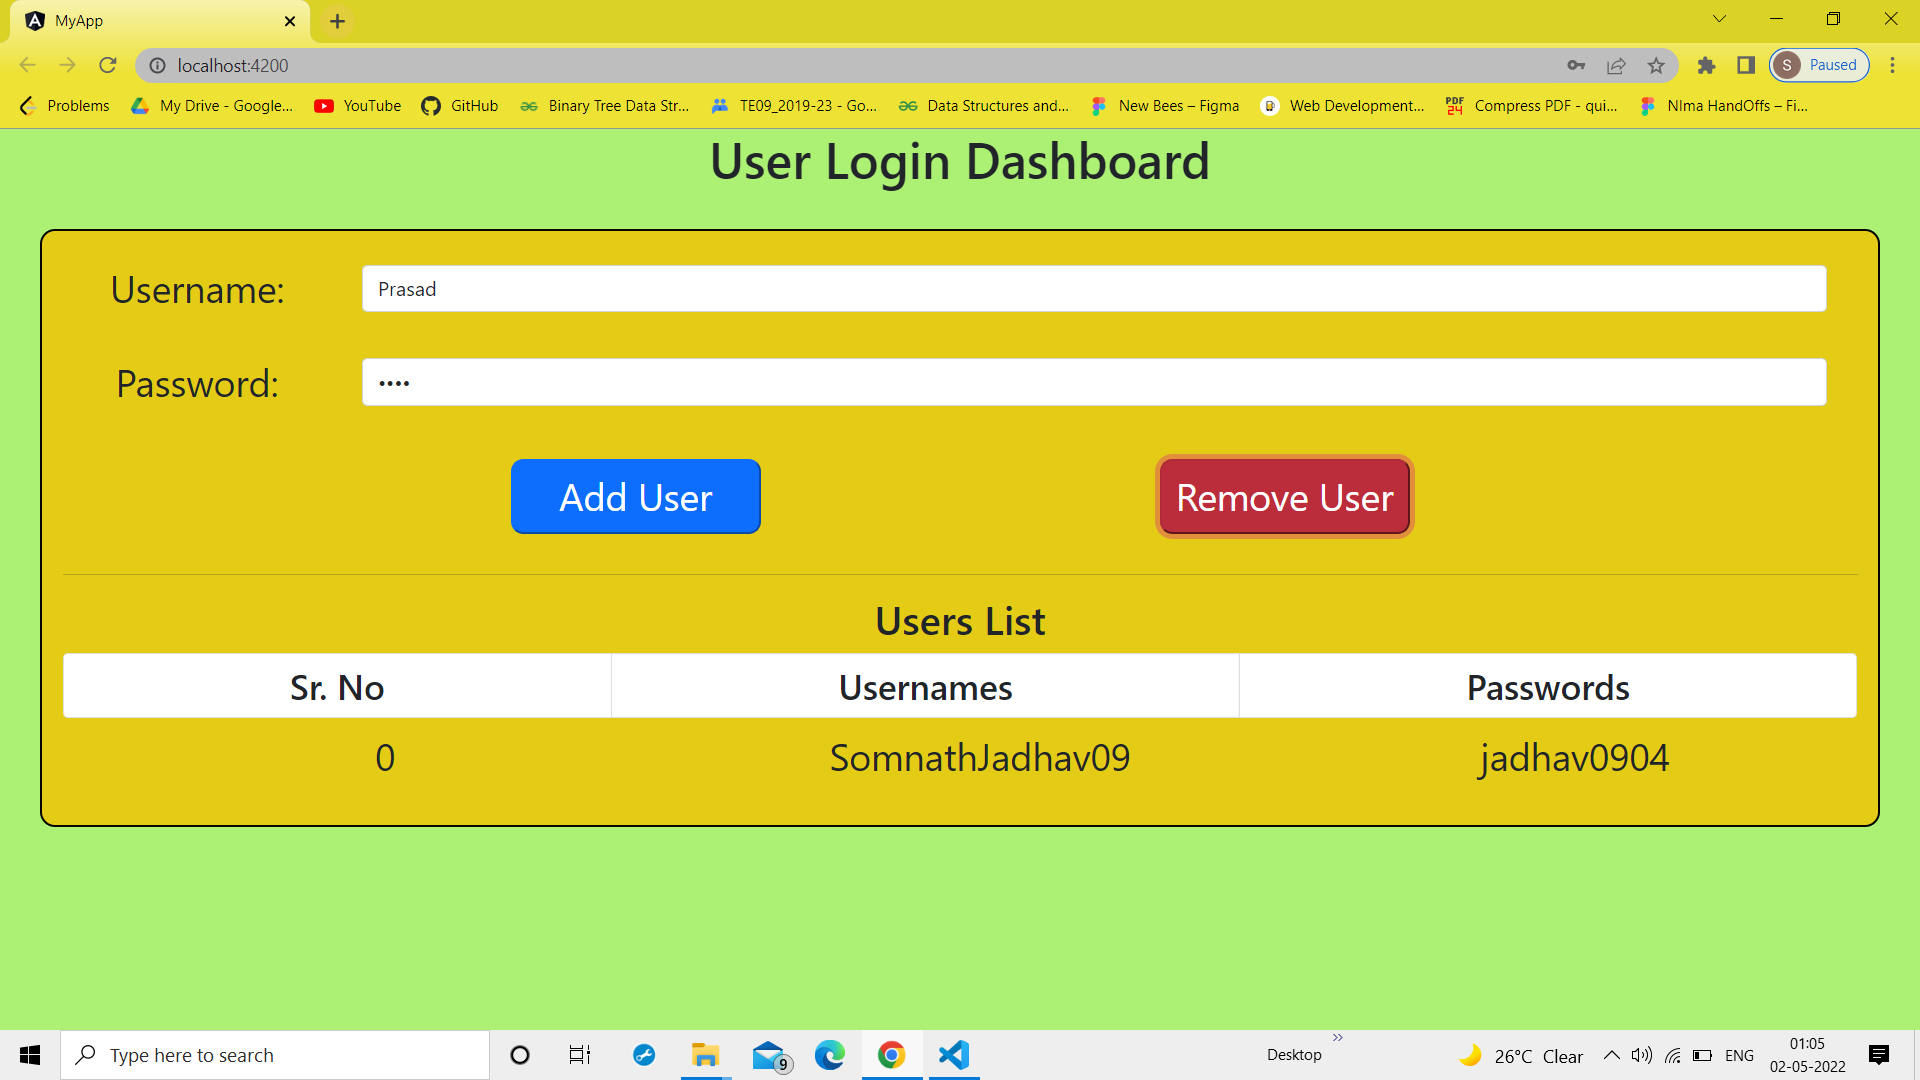 MyApp
localhost:4200
S Paused
Problems My Drive - Google... YouTube GitHub Binary Tree Data Str... TE09_2019-23 - Go... Data Structures and... New Bees – Figma Web Development... PDF 24 Compress PDF - qui... NIma HandOffs – Fi...
User Login Dashboard
Username: Prasad
Password: ••••
Add User Remove User
Users List
Sr. No Usernames Passwords
0 SomnathJadhav09 jadhav0904
Type here to search 9 Desktop 26°C Clear ENG 01:05
02-05-2022